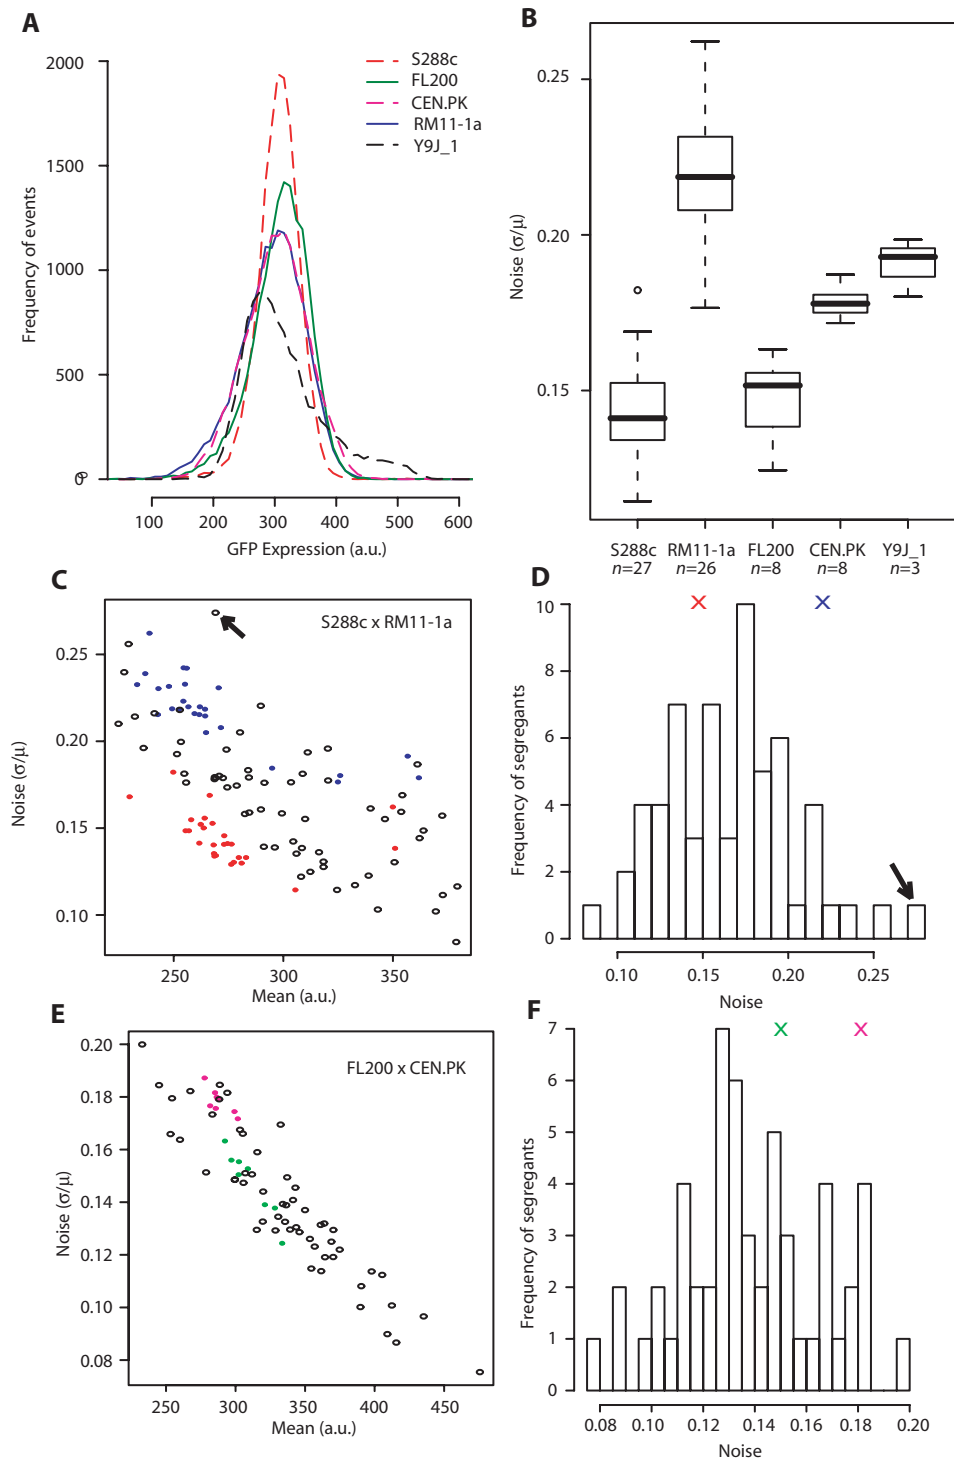 A
2000
1500
1000
500
0
Frequency of events
S288c
FL200
CEN.PK
RM11-1a
Y9J_1
100 200 300 400 500 600
GFP Expression (a.u.)
B
0.25
0.20
0.15
Noise (σ/μ)
S288c RM11-1a FL200 CEN.PK Y9J_1
n=27 n=26 n=8 n=8 n=3
C
S288c x RM11-1a
0.25
0.20
0.15
0.10
Noise (σ/μ)
250 300 350
Mean (a.u.)
D
10
8
6
4
2
0
Frequency of segregants
0.10 0.15 0.20 0.25
Noise
E
FL200 x CEN.PK
0.20
0.18
0.16
0.14
0.12
0.10
0.08
Noise (σ/μ)
250 300 350 400 450
Mean (a.u.)
F
7
6
5
4
3
2
1
0
Frequency of segregants
0.08 0.10 0.12 0.14 0.16 0.18 0.20
Noise